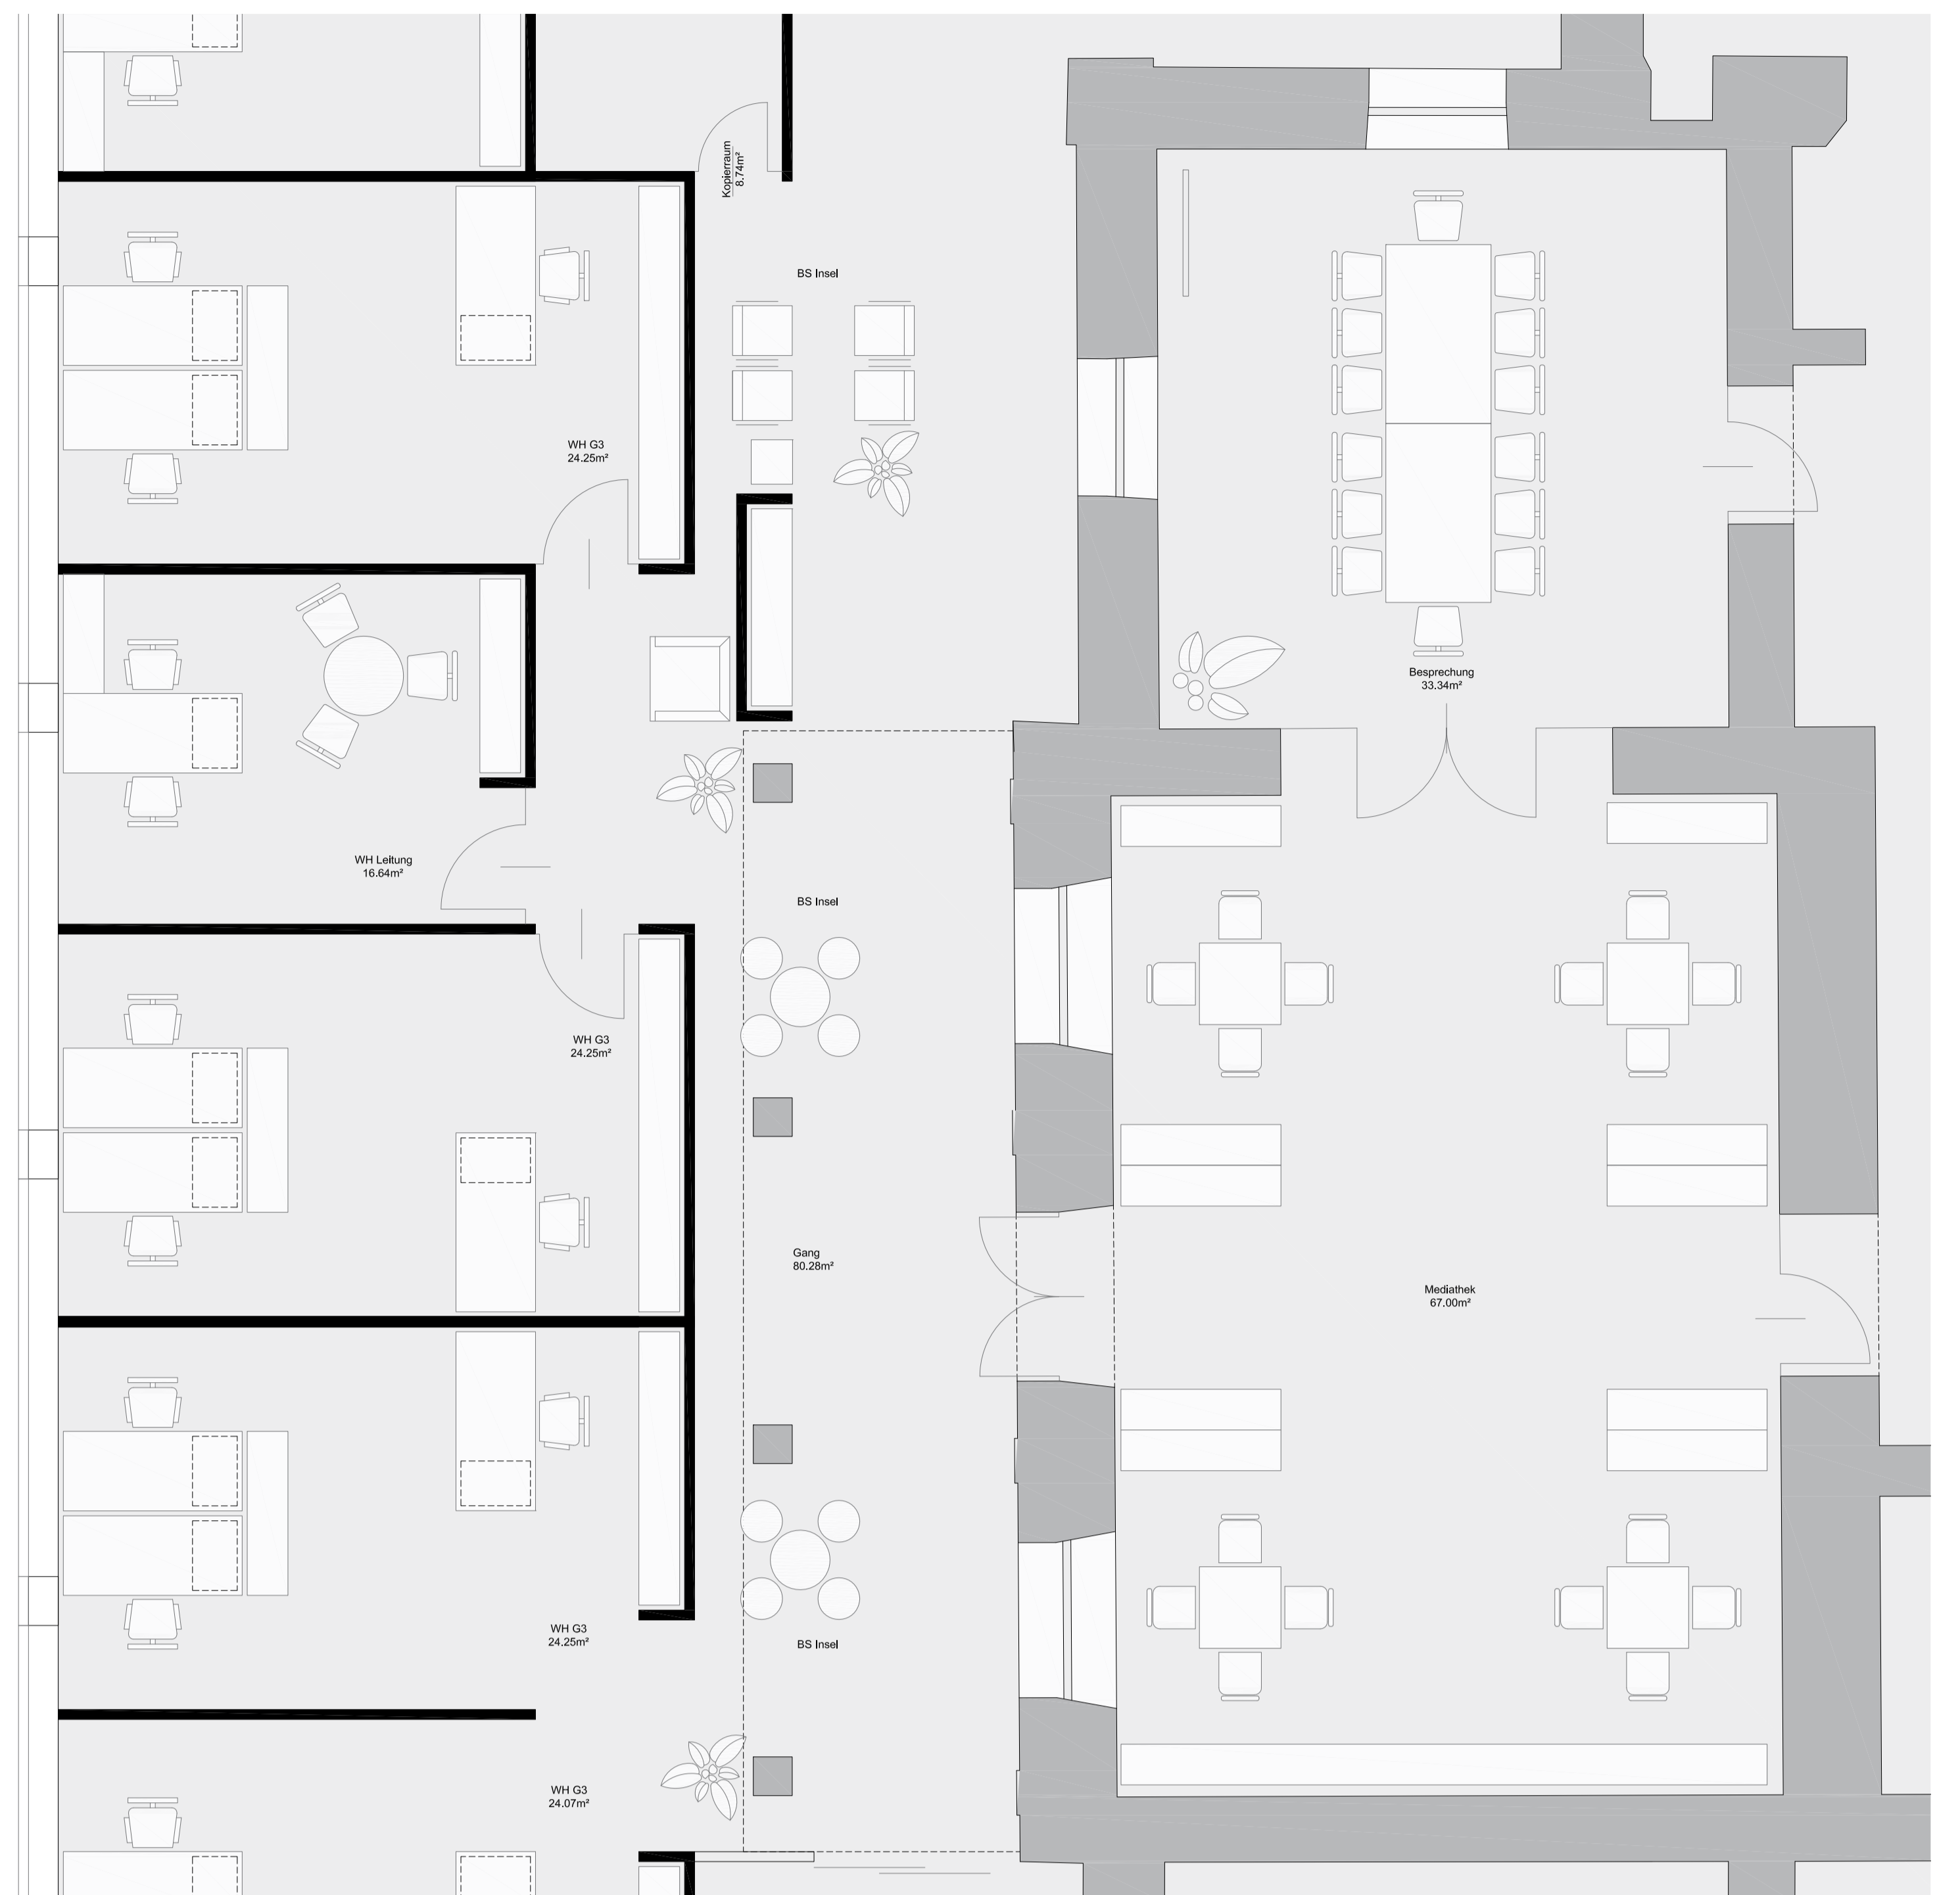 Kopierraum
8.74m²
BS Insel
WH G3
24.25m²
Besprechung
33.34m²
WH Leitung
16.64m²
BS Insel
WH G3
24.25m²
Gang
80.28m²
Mediathek
67.00m²
WH G3
24.25m²
BS Insel
WH G3
24.07m²